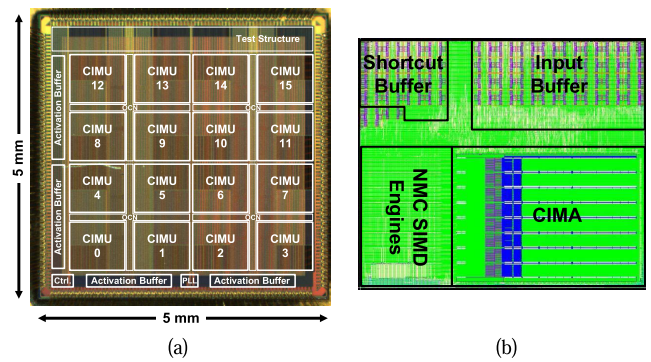 Test Structure
CIMU
12
CIMU
13
CIMU
14
CIMU
15
Activation Buffer
OCN
OCN
CIMU
8
CIMU
9
CIMU
10
CIMU
11
5 mm
CIMU
4
CIMU
5
CIMU
6
CIMU
7
Activation Buffer
OCN
OCN
CIMU
0
CIMU
1
CIMU
2
CIMU
3
Ctrl.
Activation Buffer
PLL
Activation Buffer
5 mm
(a)
Shortcut
Buffer
Input
Buffer
NMC SIMD
Engines
CIMA
(b)